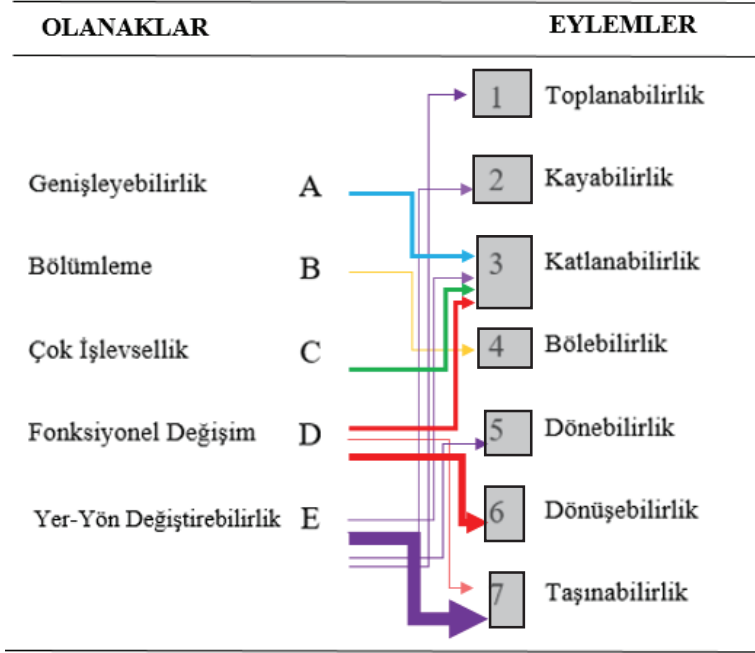 OLANAKLAR EYLEMLER
1 Toplanabilirlik
Genişleyebilirlik A 2 Kayabilirlik
Bölümleme B 3 Katlanabilirlik
Çok İşlevsellik C 4 Bölebilirlik
Fonksiyonel Değişim D 5 Dönebilirlik
Yer-Yön Değiştirebilirlik E 6 Dönüşebilirlik
7 Taşınabilirlik